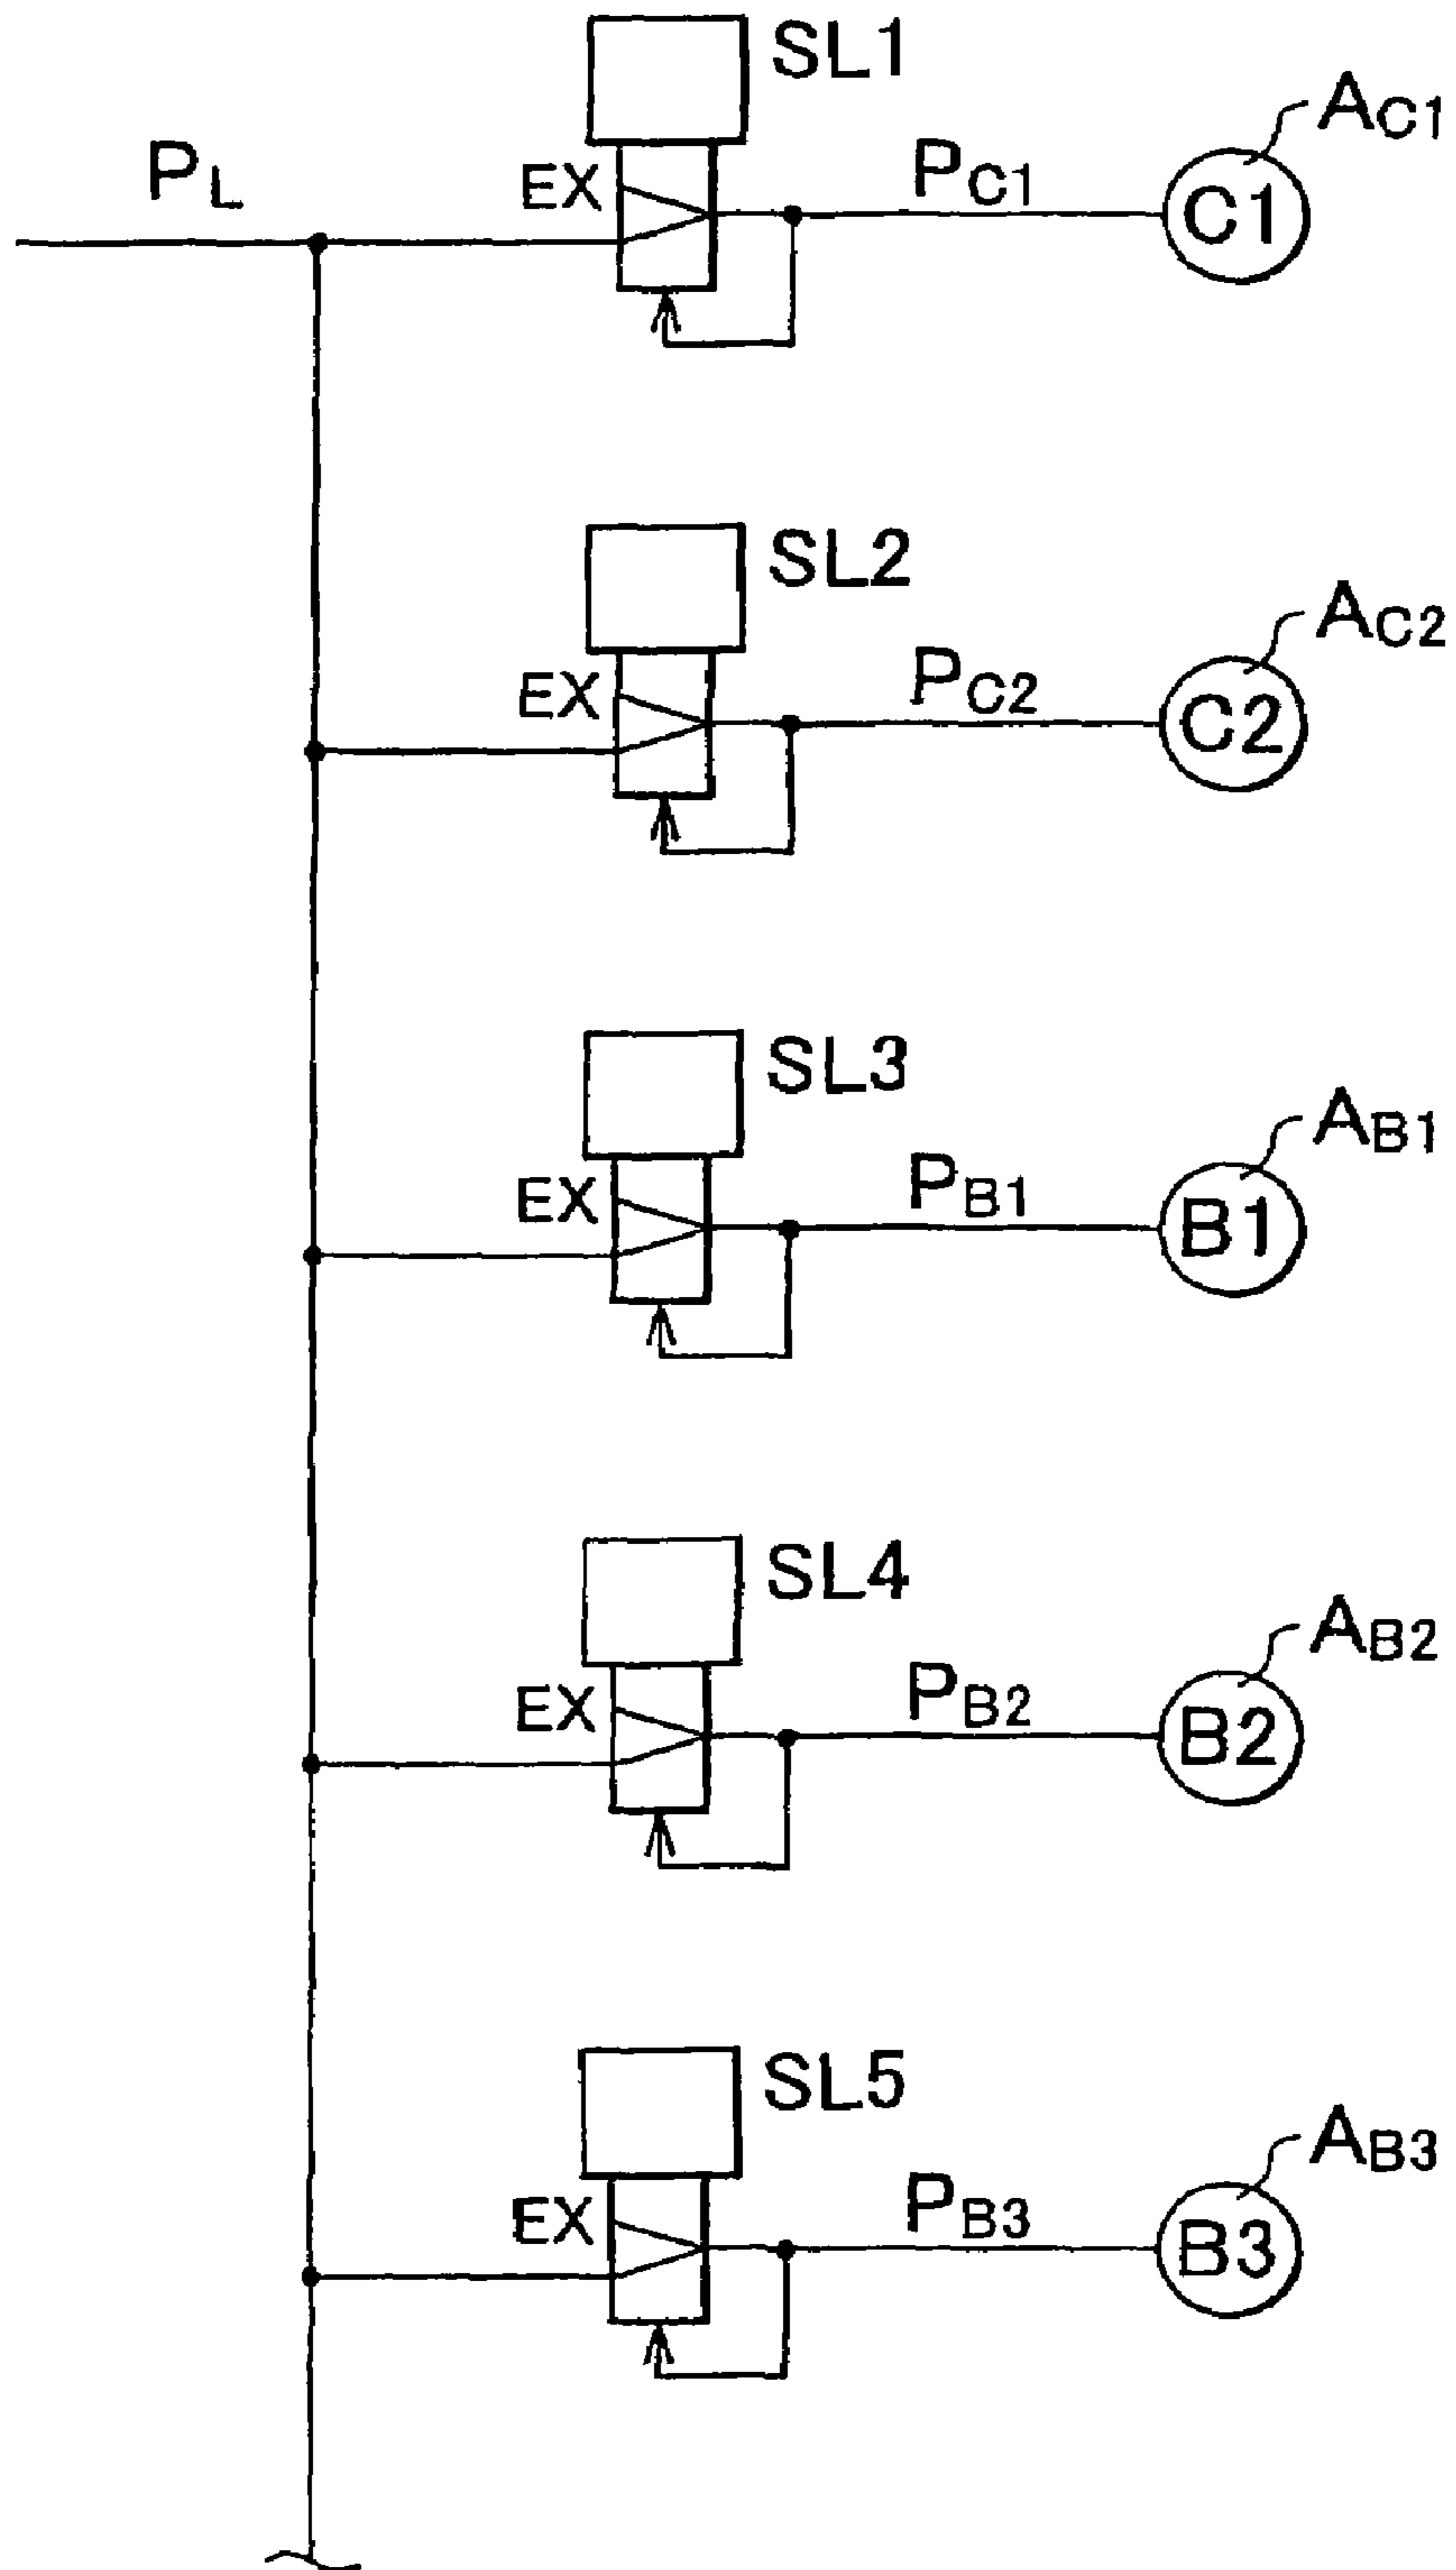 SL1
PL
EX
PC1
AC1
C1
SL2
EX
PC2
AC2
C2
SL3
EX
PB1
AB1
B1
SL4
EX
PB2
AB2
B2
SL5
EX
PB3
AB3
B3